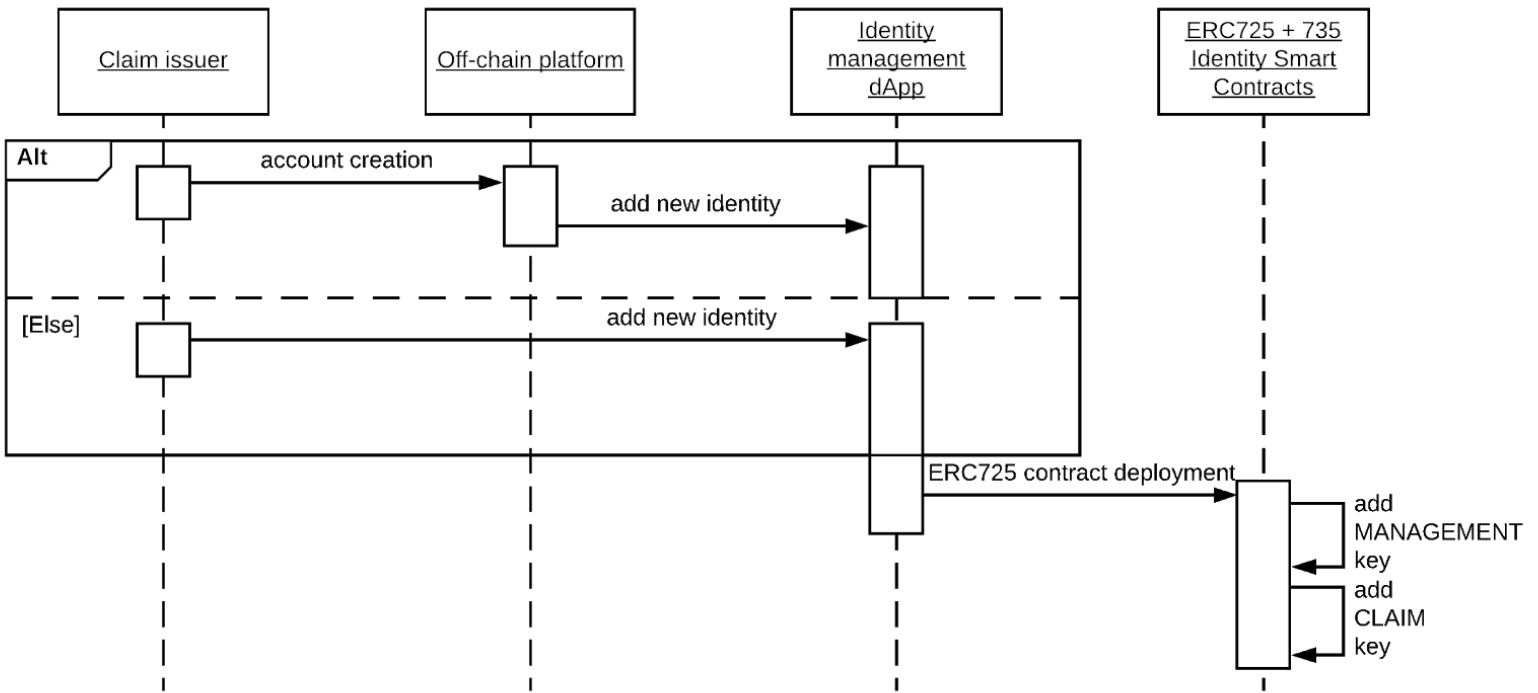 Claim issuer
Off-chain platform
Identity
management
dApp
ERC725 + 735
Identity Smart
Contracts
Alt
account creation
add new identity
[Else]
add new identity
ERC725 contract deployment
add
MANAGEMENT
key
add
CLAIM
key